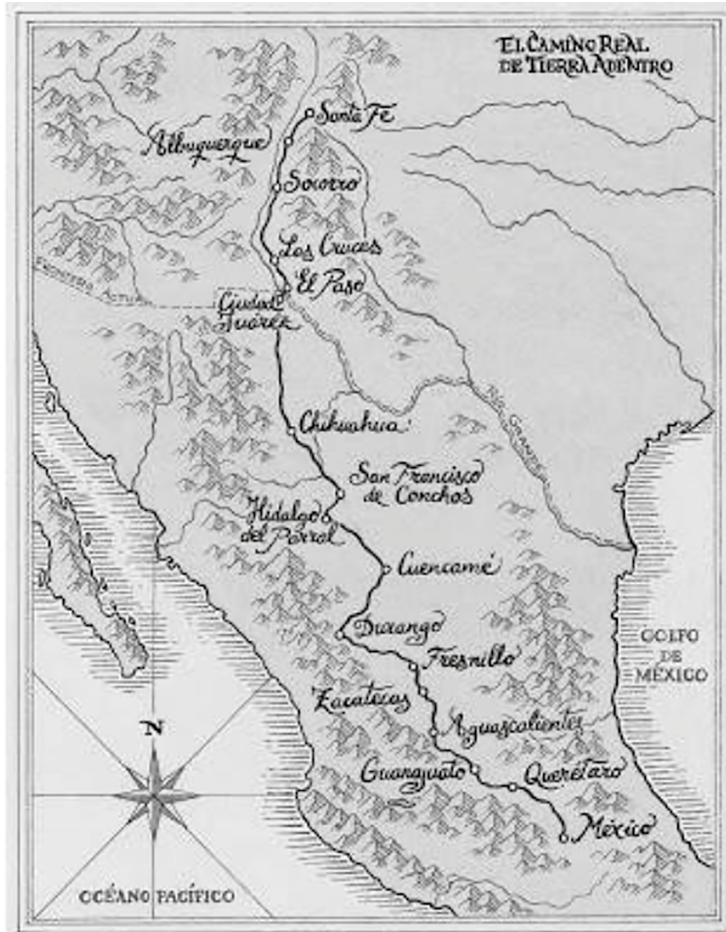 EL CAMINO REAL
DE TIERRA ADENTRO
Santa Fe
Albuquerque
Socorro
Las Cruces
El Paso
FRONTERA ACTUAL
Ciudad
Juárez
Chihuahua
RÍO GRANDE
San Francisco
de Conchos
Hidalgo
del Parral
Cuencamé
Durango
GOLFO
DE
MÉXICO
Fresnillo
Zacatecas
N
Aguascalientes
Guanajuato
Querétaro
México
OCÉANO PACÍFICO